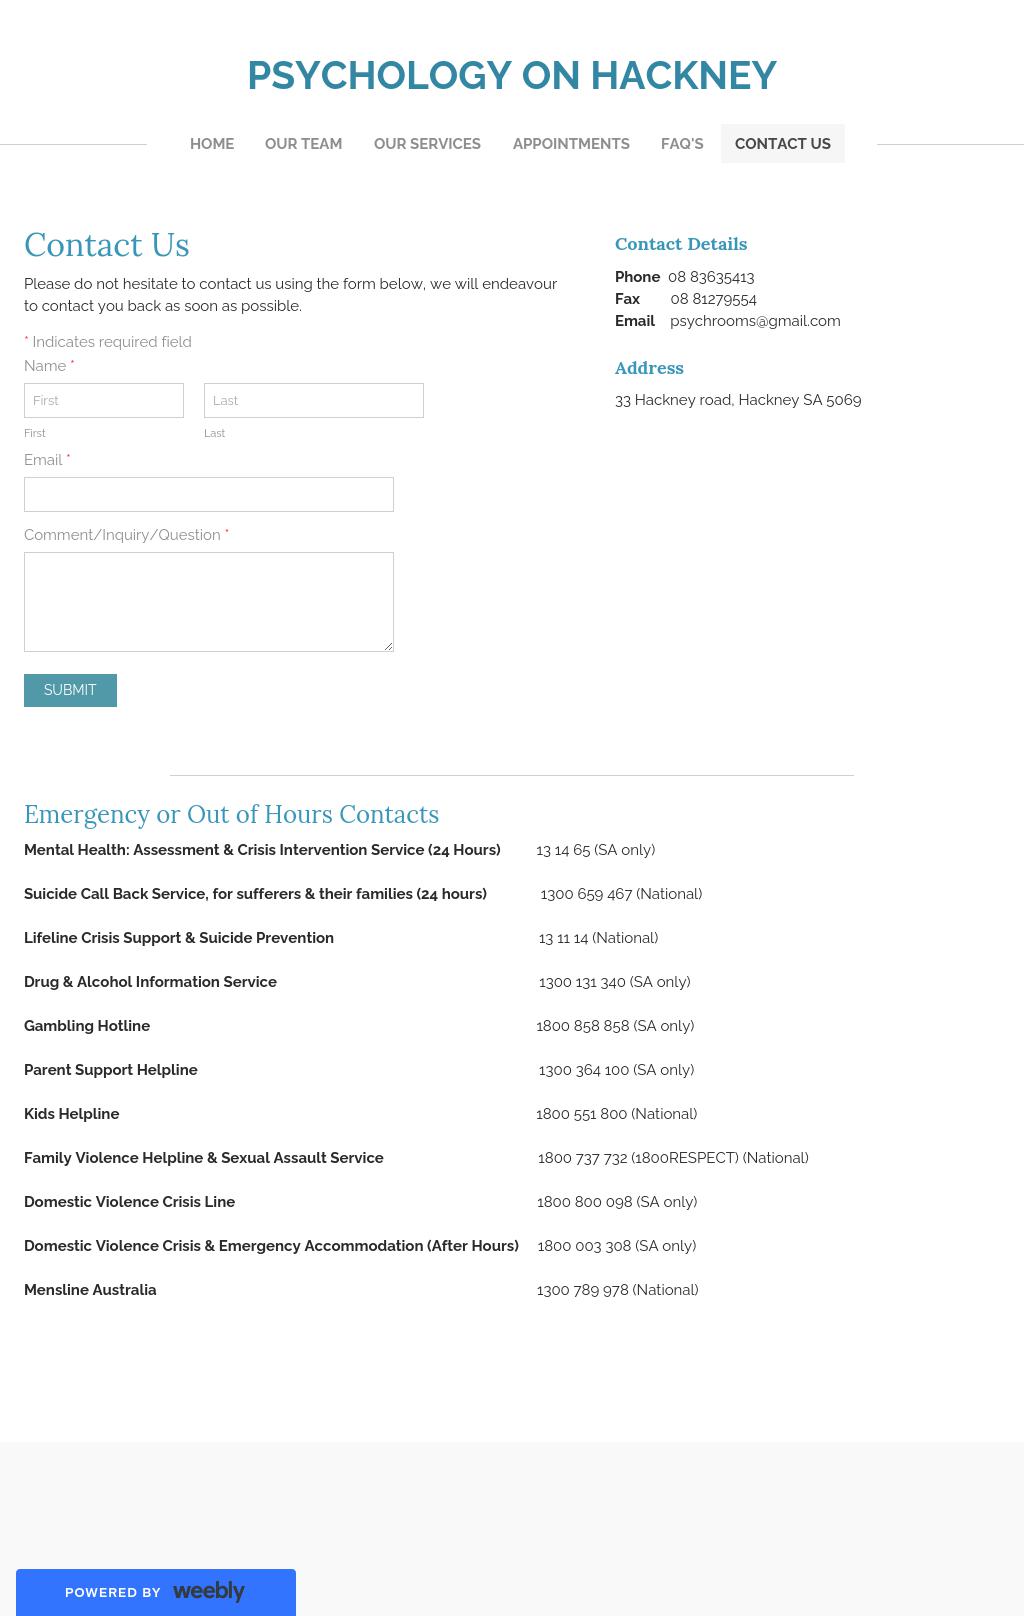 PSYCHOLOGY ON HACKNEY
HOME OUR TEAM OUR SERVICES APPOINTMENTS FAQ'S CONTACT US
Contact Us
Please do not hesitate to contact us using the form below, we will endeavour
to contact you back as soon as possible.
* Indicates required field
Name *
First Last
First Last
Email *
Comment/Inquiry/Question *
SUBMIT
Contact Details
Phone 08 83635413
Fax 08 81279554
Email psychrooms@gmail.com
Address
33 Hackney road, Hackney SA 5069
Emergency or Out of Hours Contacts
Mental Health: Assessment & Crisis Intervention Service (24 Hours) 13 14 65 (SA only)
Suicide Call Back Service, for sufferers & their families (24 hours) 1300 659 467 (National)
Lifeline Crisis Support & Suicide Prevention 13 11 14 (National)
Drug & Alcohol Information Service 1300 131 340 (SA only)
Gambling Hotline 1800 858 858 (SA only)
Parent Support Helpline 1300 364 100 (SA only)
Kids Helpline 1800 551 800 (National)
Family Violence Helpline & Sexual Assault Service 1800 737 732 (1800RESPECT) (National)
Domestic Violence Crisis Line 1800 800 098 (SA only)
Domestic Violence Crisis & Emergency Accommodation (After Hours) 1800 003 308 (SA only)
Mensline Australia 1300 789 978 (National)
POWERED BY weebly